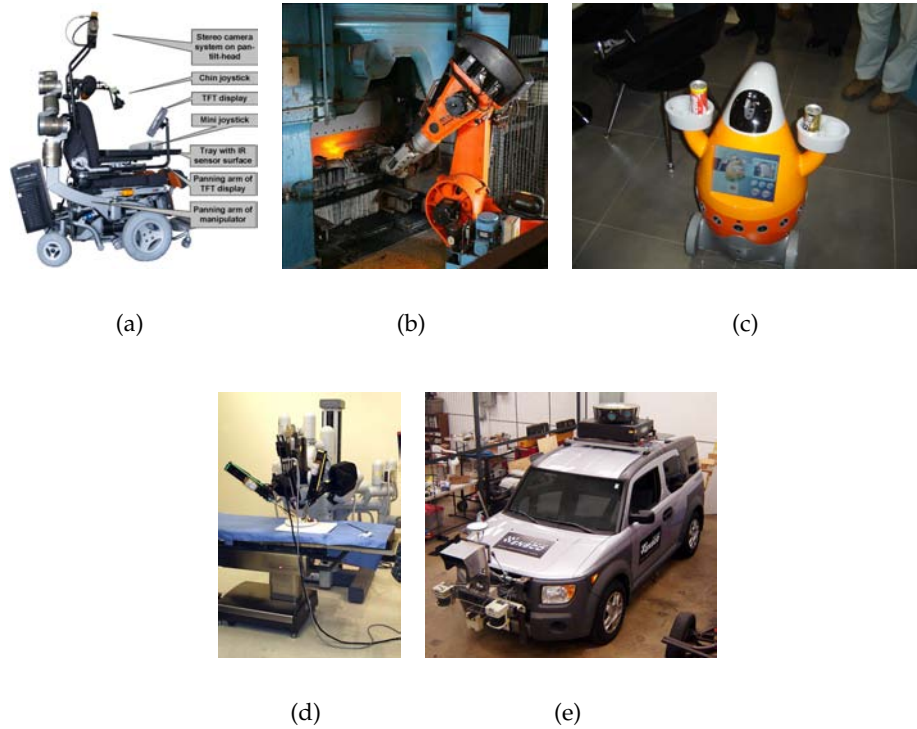 Stereo camera
system on pan-
tilt-head
Chin joystick
TFT display
Mini joystick
Tray with IR
sensor surface
Panning arm of
TFT display
Panning arm of
manipulator
(a)
(b)
(c)
ENSCO
(d)
(e)